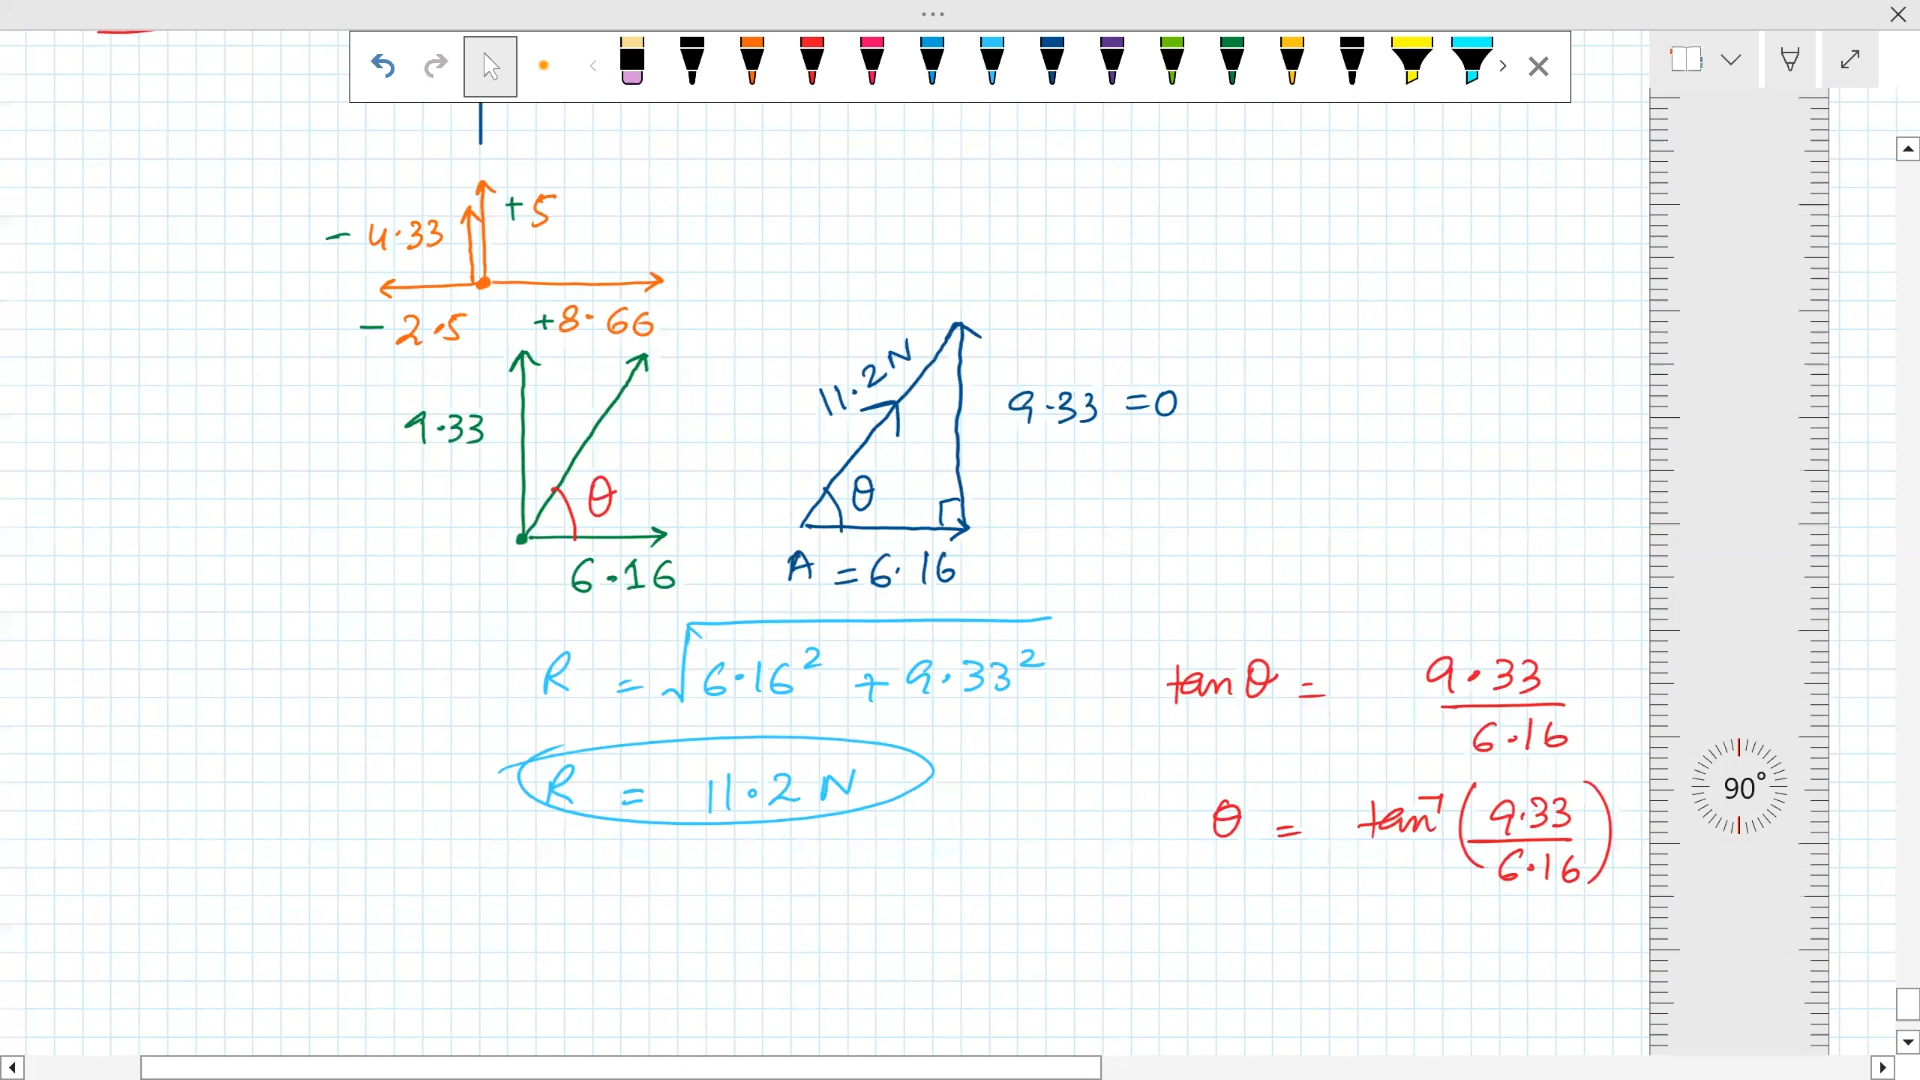 +5
- 4.33
- 2.5 +8.66
11.2N
9.33
9.33 =0
θ
θ
6.16
A = 6.16
R = √6.16² + 9.33²
tan θ = 9.33
6.16
R = 11.2 N
θ = tan⁻¹ (9.33
6.16)
90°